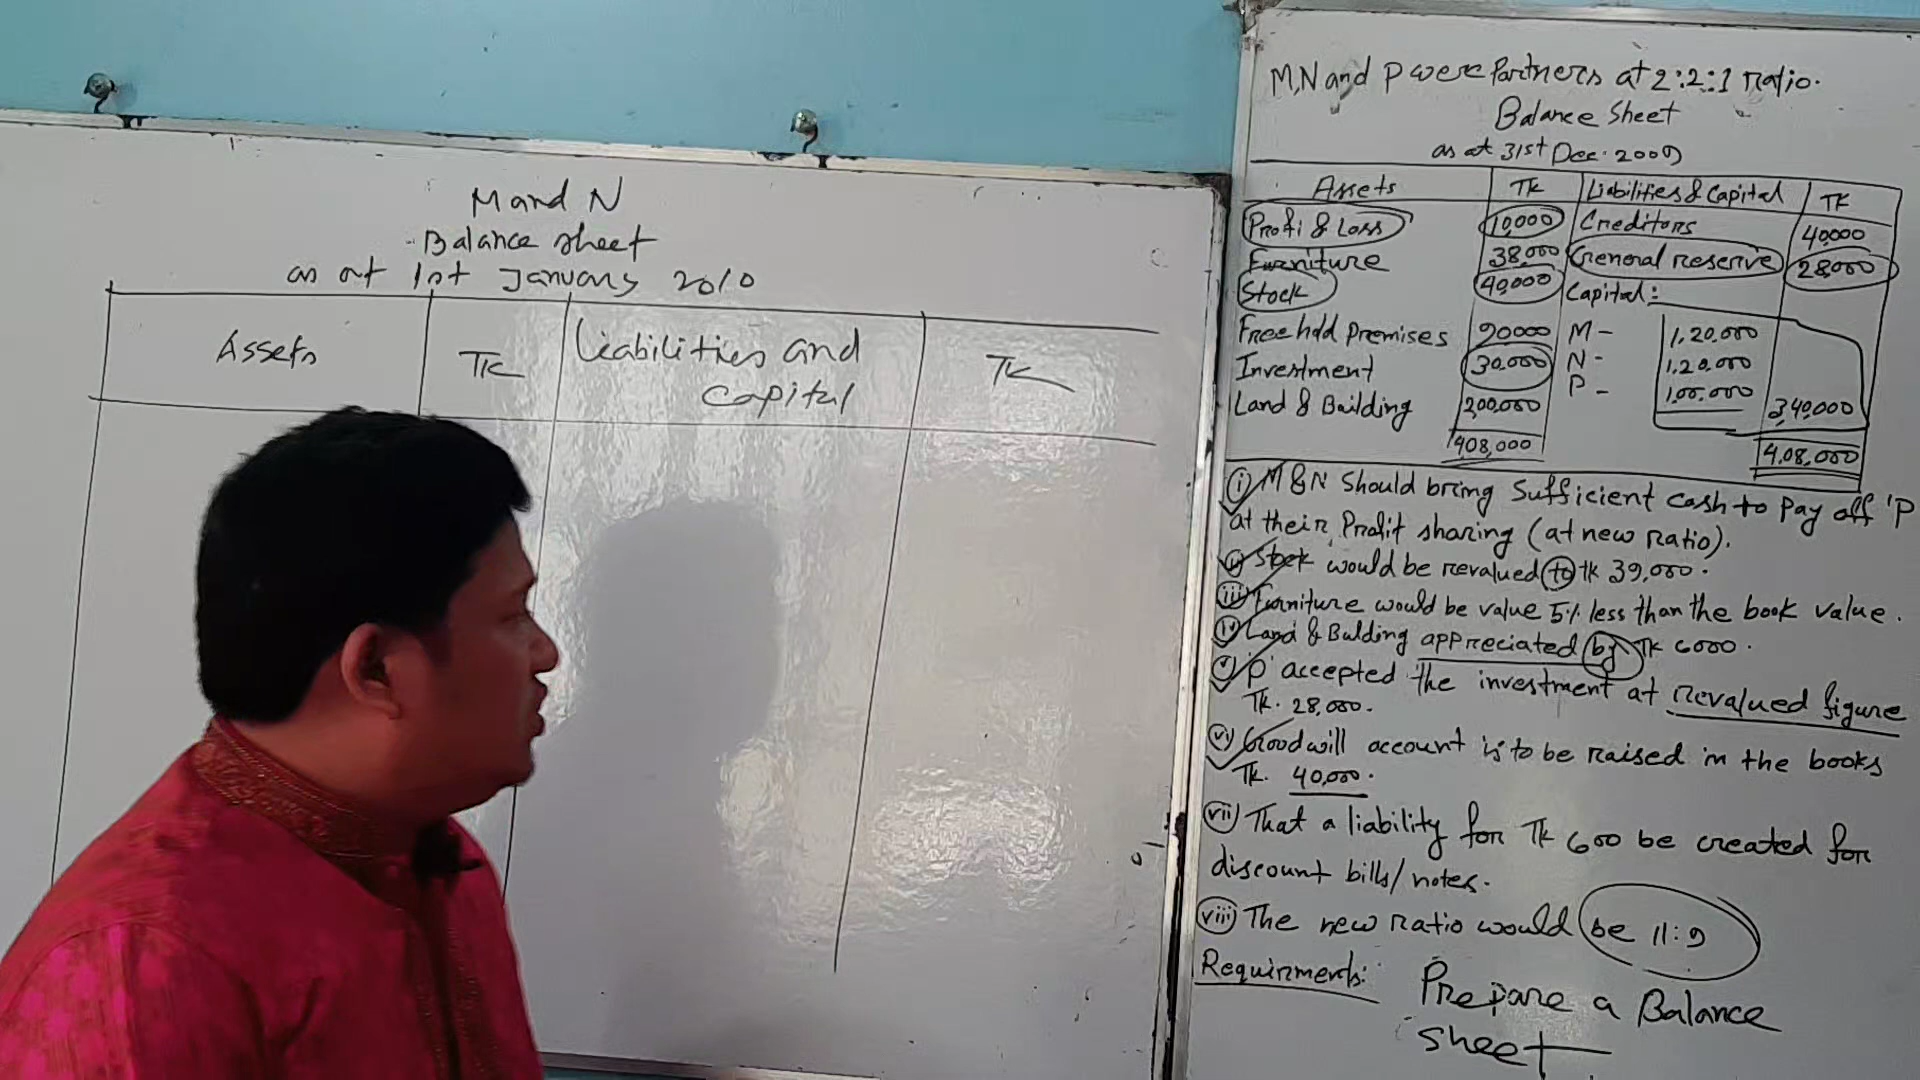 M and N
Balance sheet
as at 1st January 2010
Assets TK Liabilities and capital TK
M,N and P were Partners at 2:2:1 ratio.
Balance Sheet
as at 31st Dec. 2009
Assets TK Liabilities & Capital TK
Profi & Loss 10,000 Creditors 40,000
Furniture 38,000 General reserve 28,000
Stock 40,000 Capital:
Freehold Premises 90000 M- 1,20,000
Investment 30,000 N- 1,20,000
P- 1,00,000
Land & Building 200,000 3,40,000
408,000 4,08,000
(i) M&N Should bring Sufficient cash to pay off 'P
at their Profit sharing (at new ratio).
(ii) Stock would be revalued to TK 39,000.
(iii) Furniture would be value 5% less than the book value.
(iv) Land & Bulding appreciated by TK 6000.
(v) 'P' accepted the investment at revalued figure
TK. 28,000.
(vi) Goodwill account is to be raised in the books
TK. 40,000.
(vii) That a liability for TK 600 be created for
discount bills/notes.
(viii) The new ratio would be 11:9
Requirments: Prepare a Balance
sheet